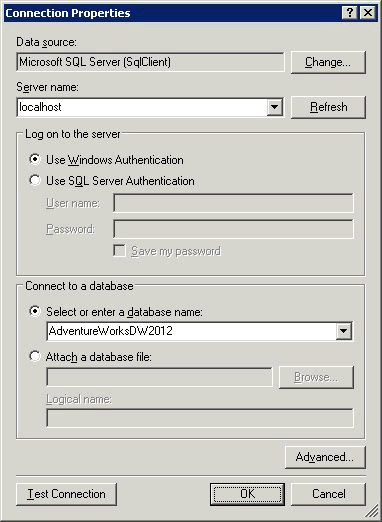 Connection Properties
Data source:
Microsoft SQL Server (SqlClient)
Change...
Server name:
localhost
Refresh
Log on to the server
Use Windows Authentication
Use SQL Server Authentication
User name:
Password:
Save my password
Connect to a database
Select or enter a database name:
AdventureWorksDW2012
Attach a database file:
Browse...
Logical name:
Advanced...
Test Connection
OK
Cancel